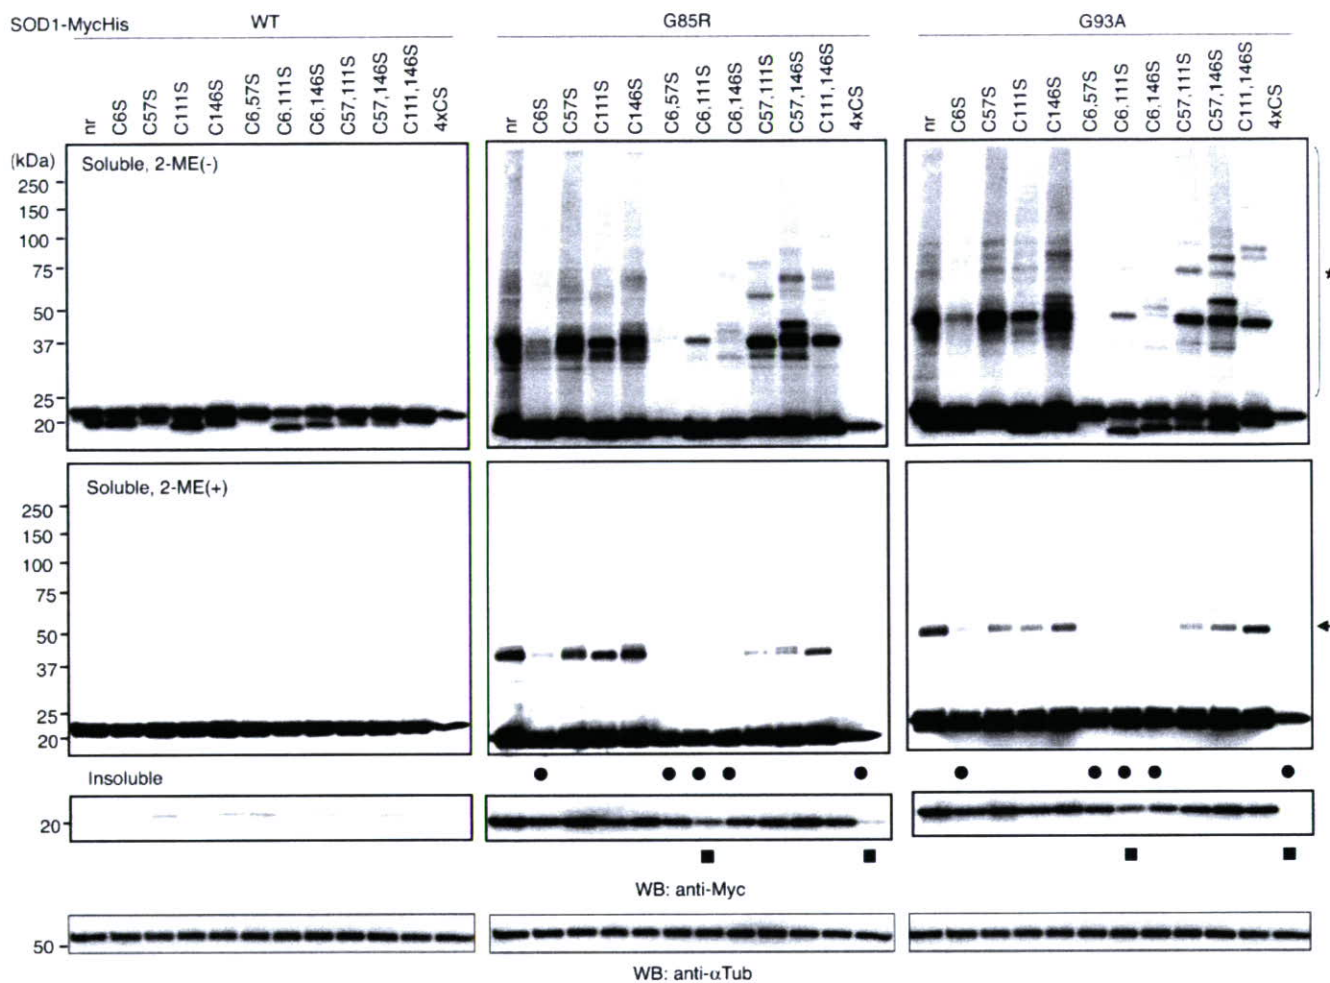 SOD1-MycHis WT G85R G93A
nr C6S C57S C111S C146S C6,57S C6,111S C6,146S C57,111S C57,146S C111,146S 4xCS
nr C6S C57S C111S C146S C6,57S C6,111S C6,146S C57,111S C57,146S C111,146S 4xCS
nr C6S C57S C111S C146S C6,57S C6,111S C6,146S C57,111S C57,146S C111,146S 4xCS
(kDa)
Soluble, 2-ME(-)
250
150
100
75
50
37
25
20
*
Soluble, 2-ME(+)
250
150
100
75
50
37
25
20
Insoluble
20
WB: anti-Myc
50
WB: anti-αTub